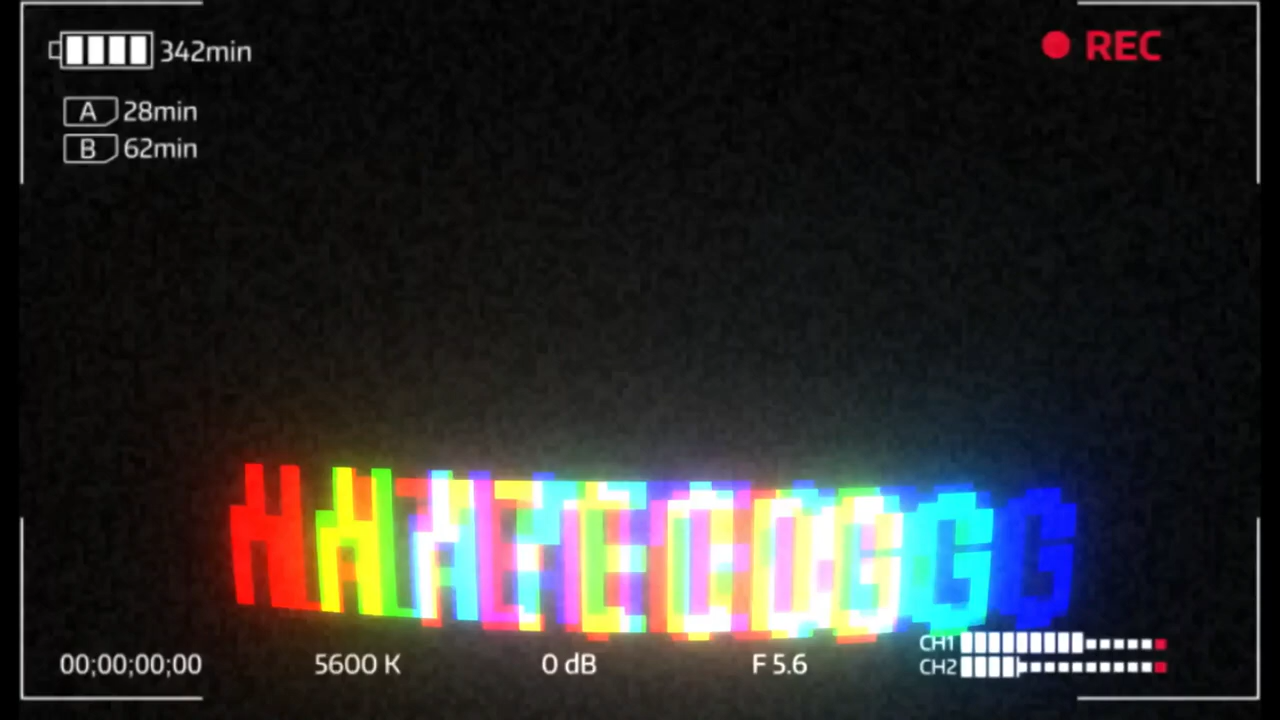 342min
REC
A 28min
B 62min
00;00;00;00
5600 K
0 dB
F 5.6
CH1
CH2